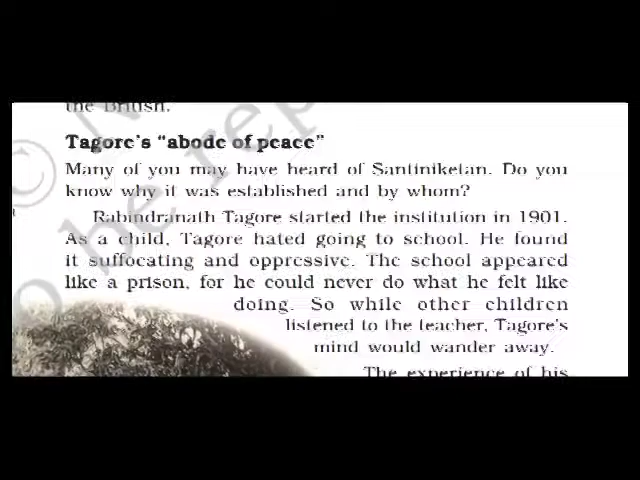 the British.
Tagore's "abode of peace"
Many of you may have heard of Santiniketan. Do you
know why it was established and by whom?
Rabindranath Tagore started the institution in 1901.
As a child, Tagore hated going to school. He found
it suffocating and oppressive. The school appeared
like a prison, for he could never do what he felt like
doing. So while other children
listened to the teacher, Tagore's
mind would wander away.
The experience of his